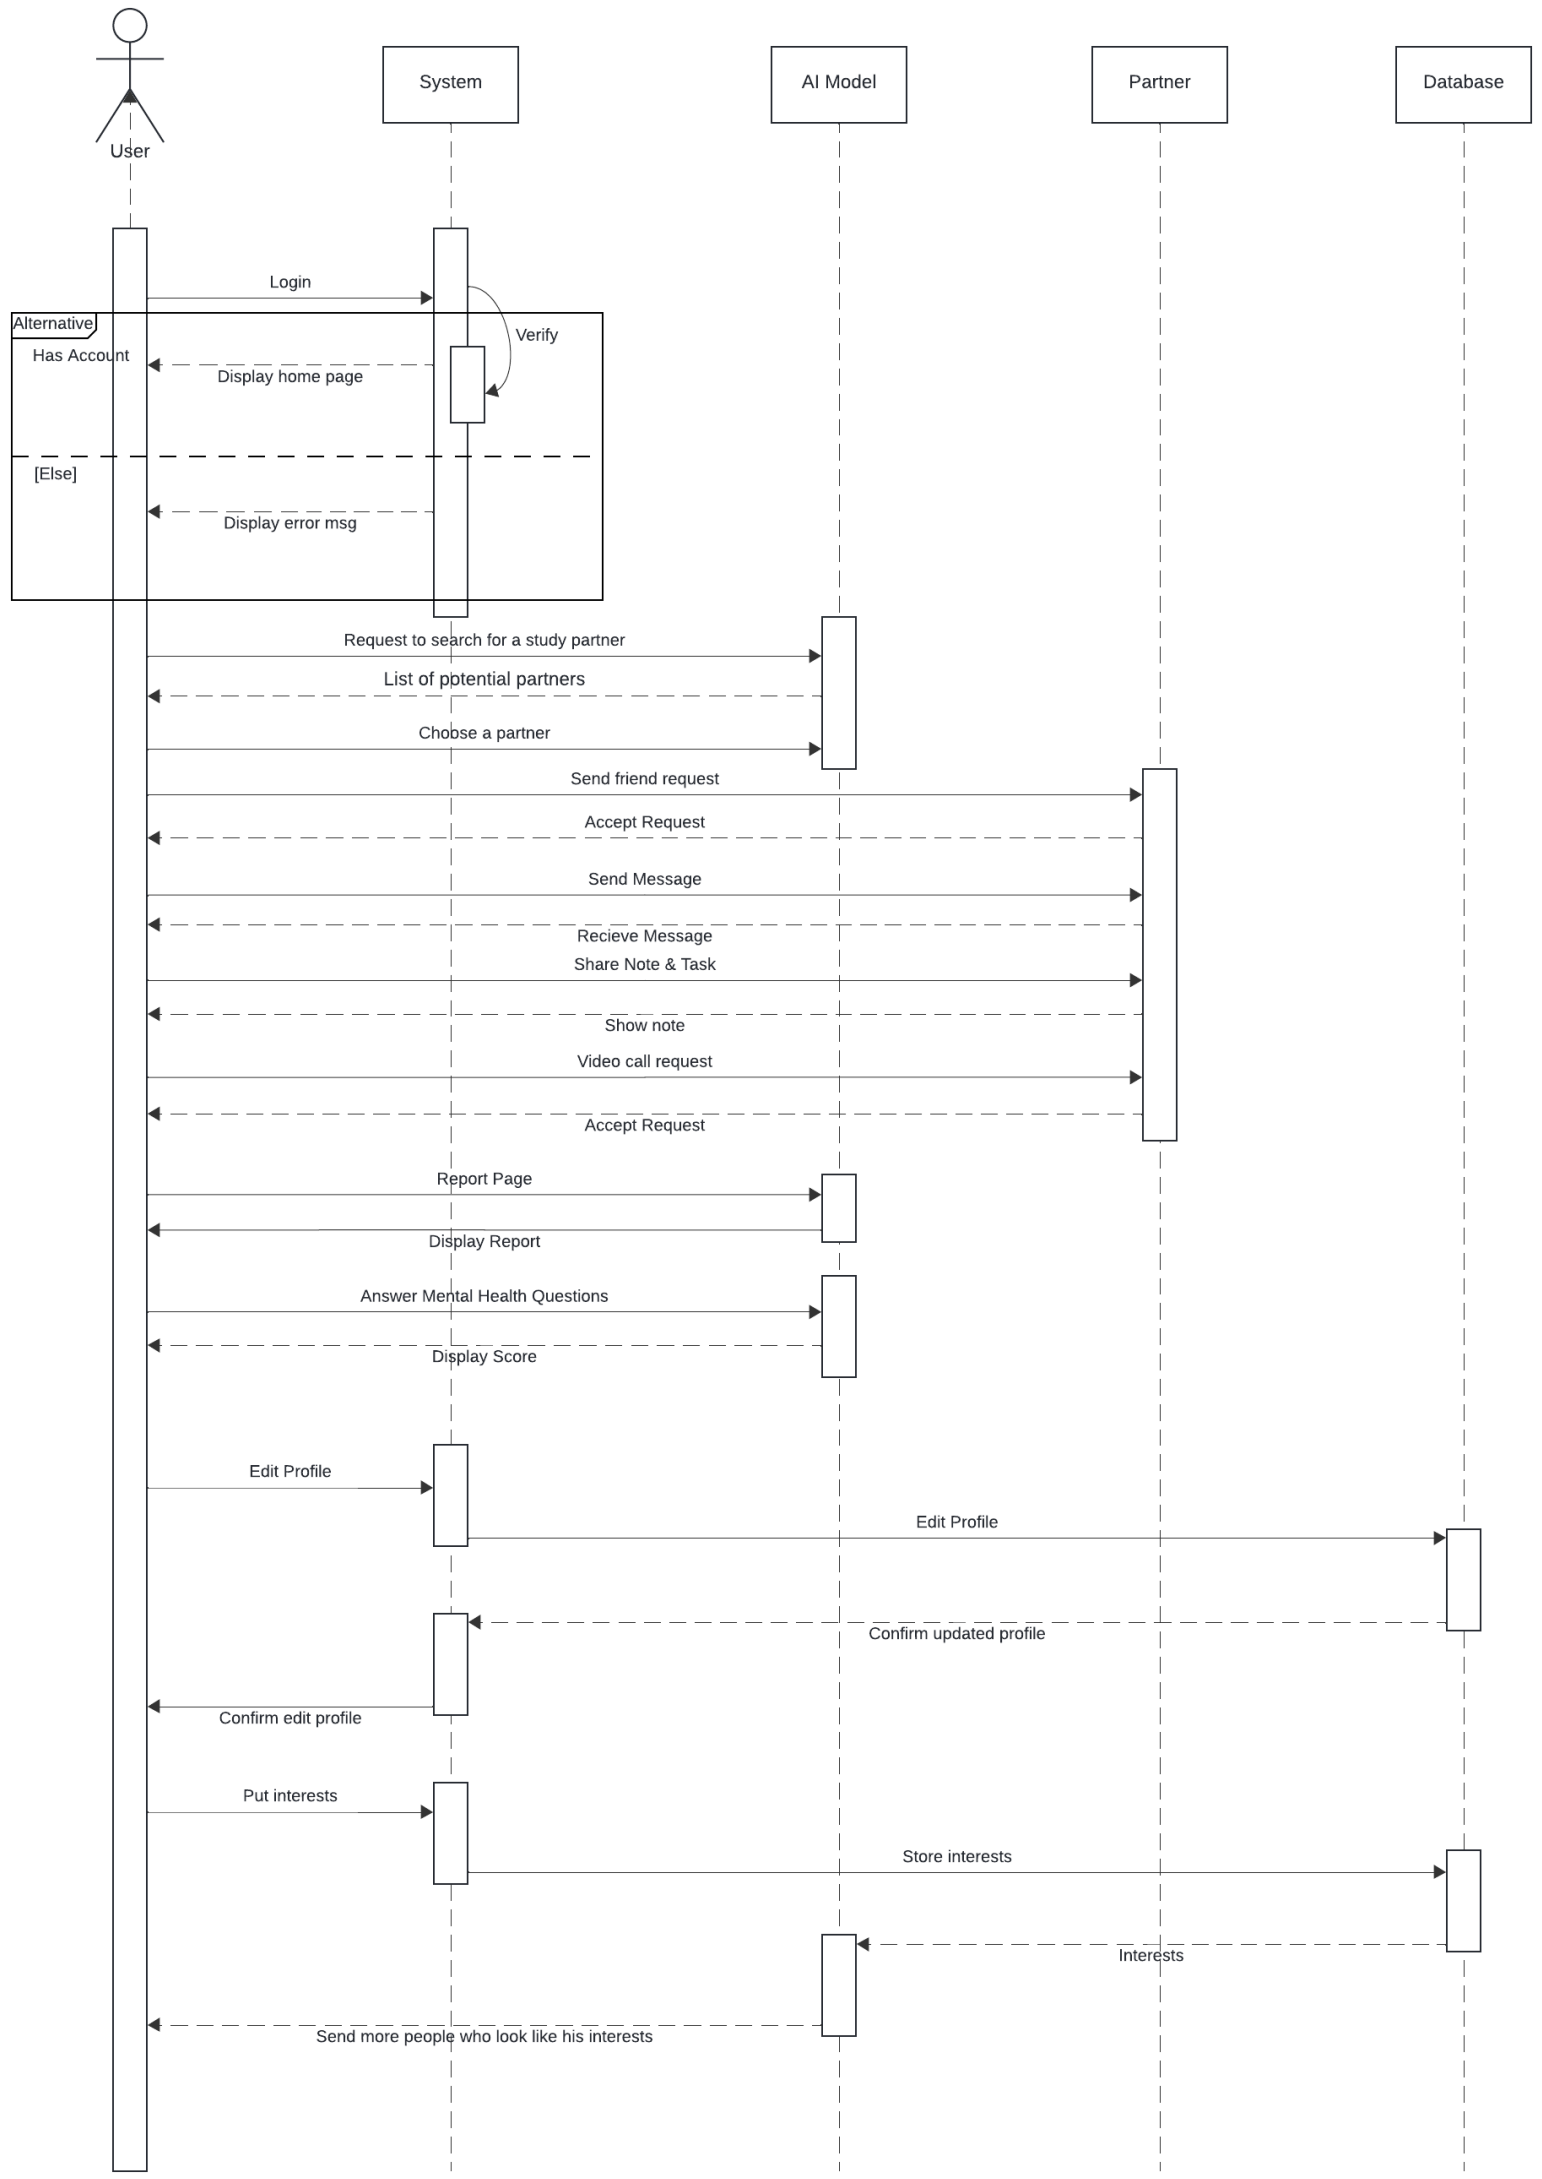 User
System
AI Model
Partner
Database
Login
Alternative
Verify
Has Account
Display home page
[Else]
Display error msg
Request to search for a study partner
List of potential partners
Choose a partner
Send friend request
Accept Request
Send Message
Recieve Message
Share Note & Task
Show note
Video call request
Accept Request
Report Page
Display Report
Answer Mental Health Questions
Display Score
Edit Profile
Edit Profile
Confirm updated profile
Confirm edit profile
Put interests
Store interests
Interests
Send more people who look like his interests